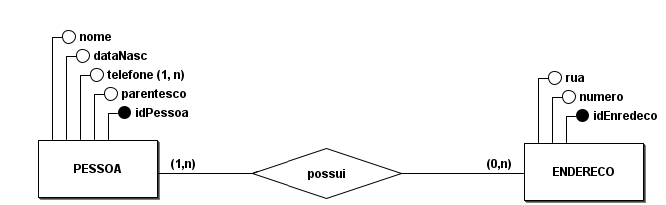 nome
dataNasc
telefone (1, n)
parentesco
idPessoa
rua
numero
idEnredeco
PESSOA
(1,n)
possui
(0,n)
ENDERECO